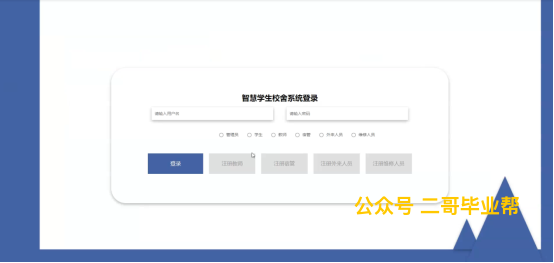 智慧学生校舍系统登录
请输入用户名 请输入密码
管理员 学生 教师 宿管 外来人员 维修人员
登录 注册教师 注册宿管 注册外来人员 注册维修人员
公众号 二哥毕业帮